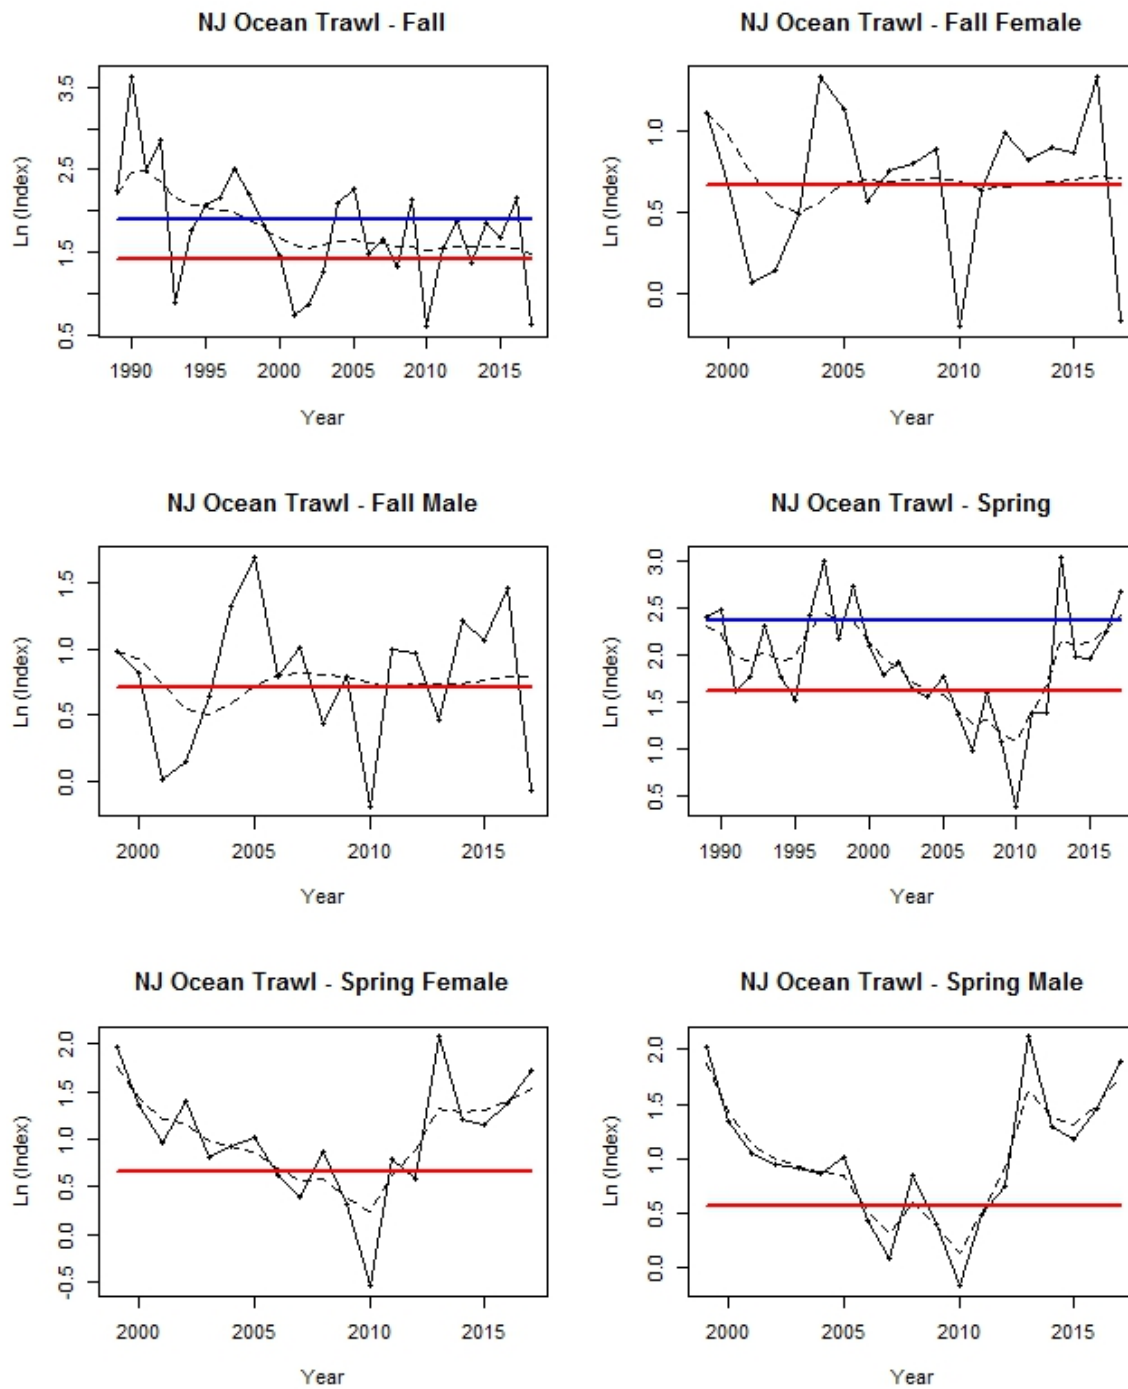 NJ Ocean Trawl - Fall
Ln (Index)
0.5 1.5 2.5 3.5
1990 1995 2000 2005 2010 2015
Year
NJ Ocean Trawl - Fall Female
Ln (Index)
0.0 0.5 1.0
2000 2005 2010 2015
Year
NJ Ocean Trawl - Fall Male
Ln (Index)
0.0 0.5 1.0 1.5
2000 2005 2010 2015
Year
NJ Ocean Trawl - Spring
Ln (Index)
0.5 1.0 1.5 2.0 2.5 3.0
1990 1995 2000 2005 2010 2015
Year
NJ Ocean Trawl - Spring Female
Ln (Index)
-0.5 0.0 0.5 1.0 1.5 2.0
2000 2005 2010 2015
Year
NJ Ocean Trawl - Spring Male
Ln (Index)
0.0 0.5 1.0 1.5 2.0
2000 2005 2010 2015
Year